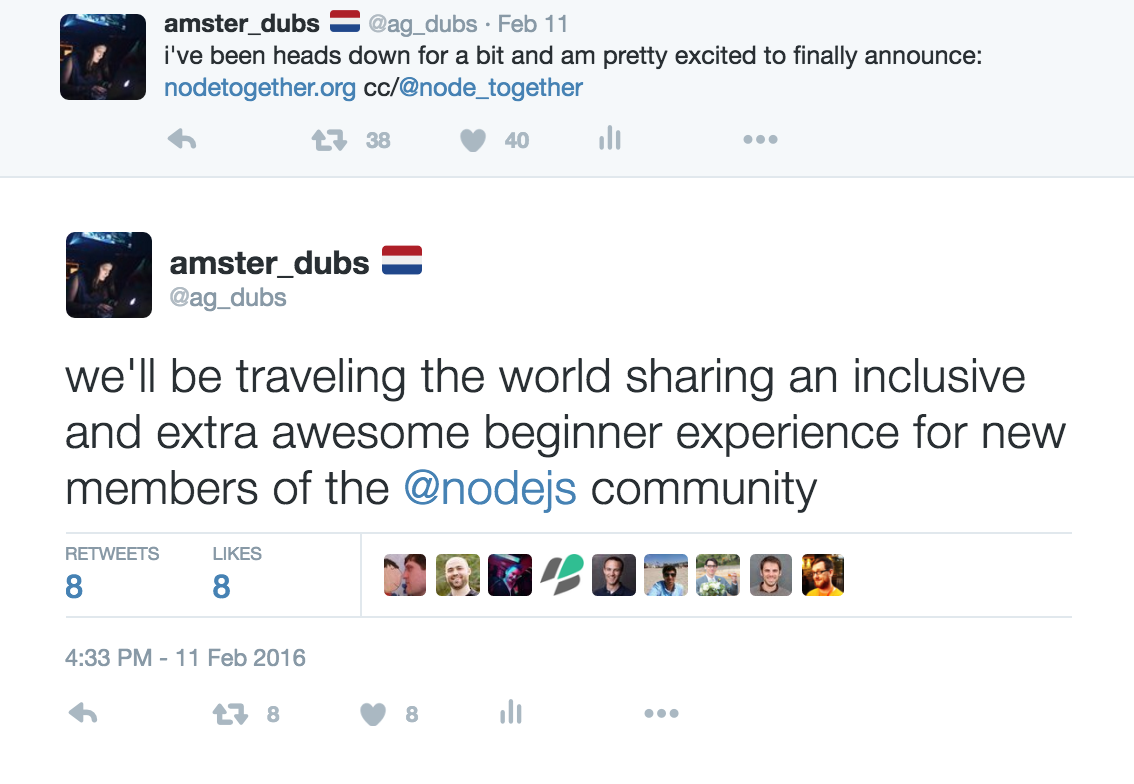 amster_dubs 🇳🇱 @ag_dubs · Feb 11
i've been heads down for a bit and am pretty excited to finally announce:
nodetogether.org cc/@node_together
38 40
amster_dubs 🇳🇱
@ag_dubs
we'll be traveling the world sharing an inclusive
and extra awesome beginner experience for new
members of the @nodejs community
RETWEETS LIKES
8 8
4:33 PM - 11 Feb 2016
8 8